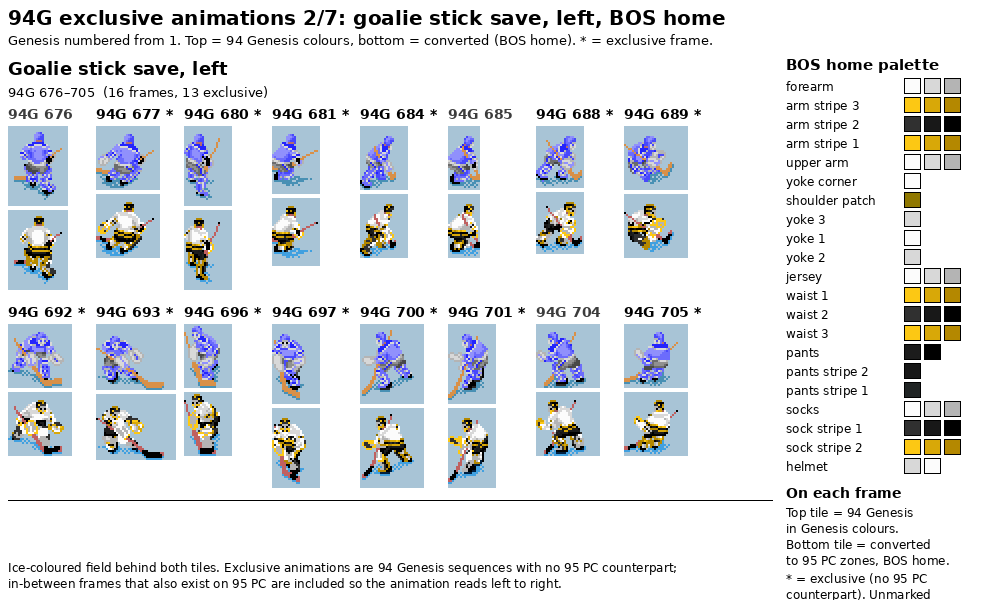 94G exclusive animations 2/7: goalie stick save, left, BOS home
Genesis numbered from 1. Top = 94 Genesis colours, bottom = converted (BOS home). * = exclusive frame.
Goalie stick save, left
94G 676–705 (16 frames, 13 exclusive)
94G 676 94G 677 * 94G 680 * 94G 681 * 94G 684 * 94G 685 94G 688 * 94G 689 *
94G 692 * 94G 693 * 94G 696 * 94G 697 * 94G 700 * 94G 701 * 94G 704 94G 705 *
Ice-coloured field behind both tiles. Exclusive animations are 94 Genesis sequences with no 95 PC counterpart;
in-between frames that also exist on 95 PC are included so the animation reads left to right.
BOS home palette
forearm
arm stripe 3
arm stripe 2
arm stripe 1
upper arm
yoke corner
shoulder patch
yoke 3
yoke 1
yoke 2
jersey
waist 1
waist 2
waist 3
pants
pants stripe 2
pants stripe 1
socks
sock stripe 1
sock stripe 2
helmet
On each frame
Top tile = 94 Genesis
in Genesis colours.
Bottom tile = converted
to 95 PC zones, BOS home.
* = exclusive (no 95 PC
counterpart). Unmarked